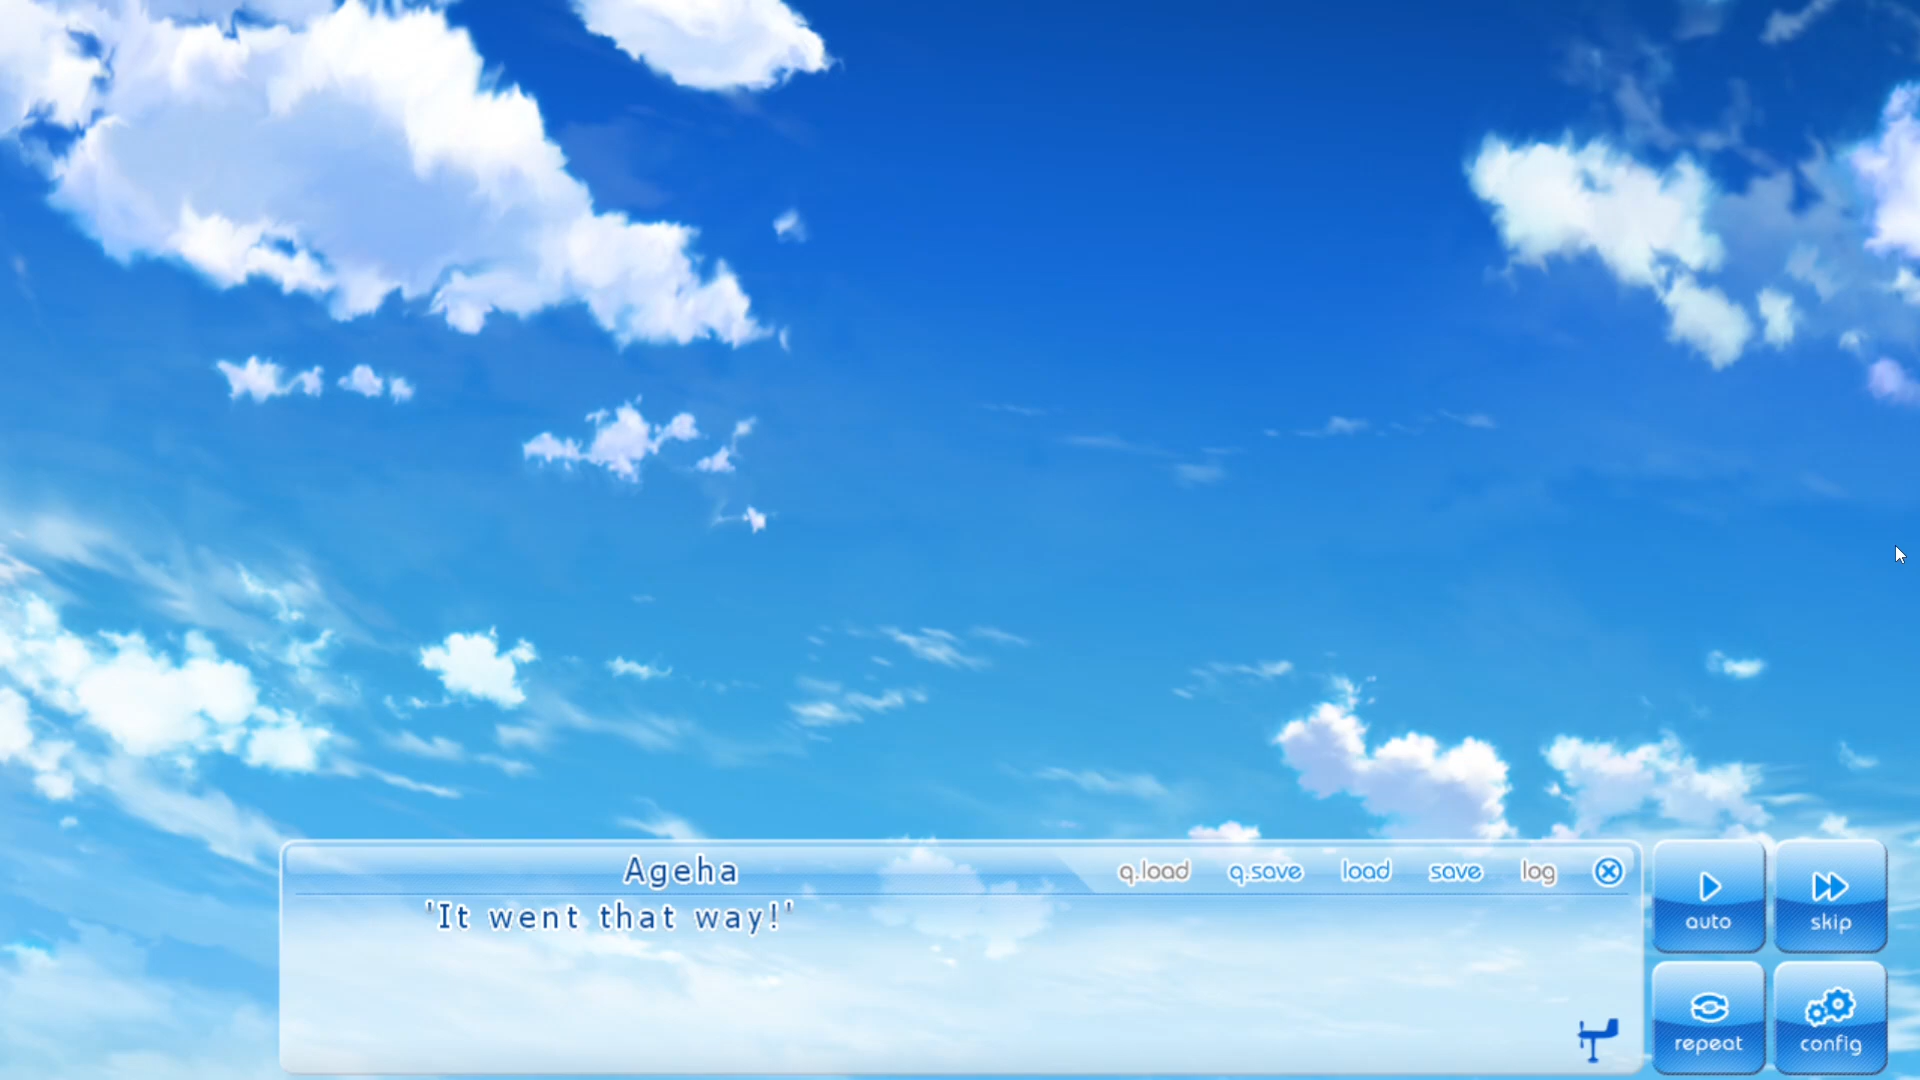 Ageha
q.load q.save load save log
'It went that way!'
auto
skip
repeat
config